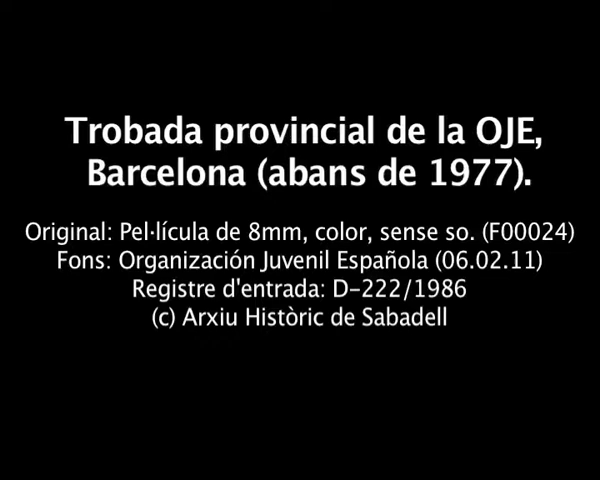 Trobada provincial de la OJE,
Barcelona (abans de 1977).
Original: Pel·lícula de 8mm, color, sense so. (F00024)
Fons: Organización Juvenil Española (06.02.11)
Registre d'entrada: D-222/1986
(c) Arxiu Històric de Sabadell